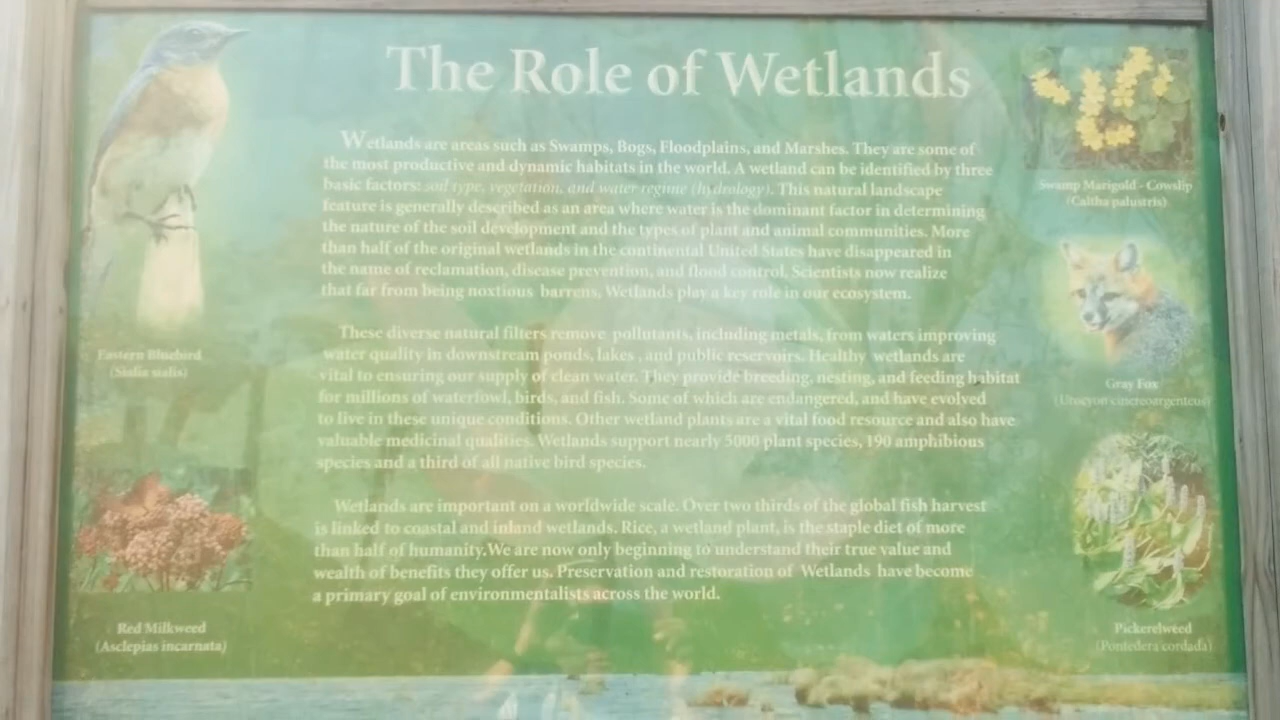 The Role of Wetlands
Wetlands are areas such as Swamps, Bogs, Floodplains, and Marshes. They are some of
the most productive and dynamic habitats in the world. A wetland can be identified by three
basic factors: soil type, vegetation, and water regime (hydrology). This natural landscape
feature is generally described as an area where water is the dominant factor in determining
the nature of the soil development and the types of plant and animal communities. More
than half of the original wetlands in the continental United States have disappeared in
the name of reclamation, disease prevention, and flood control. Scientists now realize
that far from being noxtious barrens, Wetlands play a key role in our ecosystem.
These diverse natural filters remove pollutants, including metals, from waters improving
water quality in downstream ponds, lakes , and public reservoirs. Healthy wetlands are
vital to ensuring our supply of clean water. They provide breeding, nesting, and feeding habitat
for millions of waterfowl, birds, and fish. Some of which are endangered, and have evolved
to live in these unique conditions. Other wetland plants are a vital food resource and also have
valuable medicinal qualities. Wetlands support nearly 5000 plant species, 190 amphibious
species and a third of all native bird species.
Wetlands are important on a worldwide scale. Over two thirds of the global fish harvest
is linked to coastal and inland wetlands. Rice, a wetland plant, is the staple diet of more
than half of humanity.We are now only beginning to understand their true value and
wealth of benefits they offer us. Preservation and restoration of Wetlands have become
a primary goal of environmentalists across the world.
Eastern Bluebird
(Sialia sialis)
Red Milkweed
(Asclepias incarnata)
Swamp Marigold - Cowslip
(Caltha palustris)
Gray Fox
(Urocyon cinereoargenteus)
Pickerelweed
(Pontedera cordada)